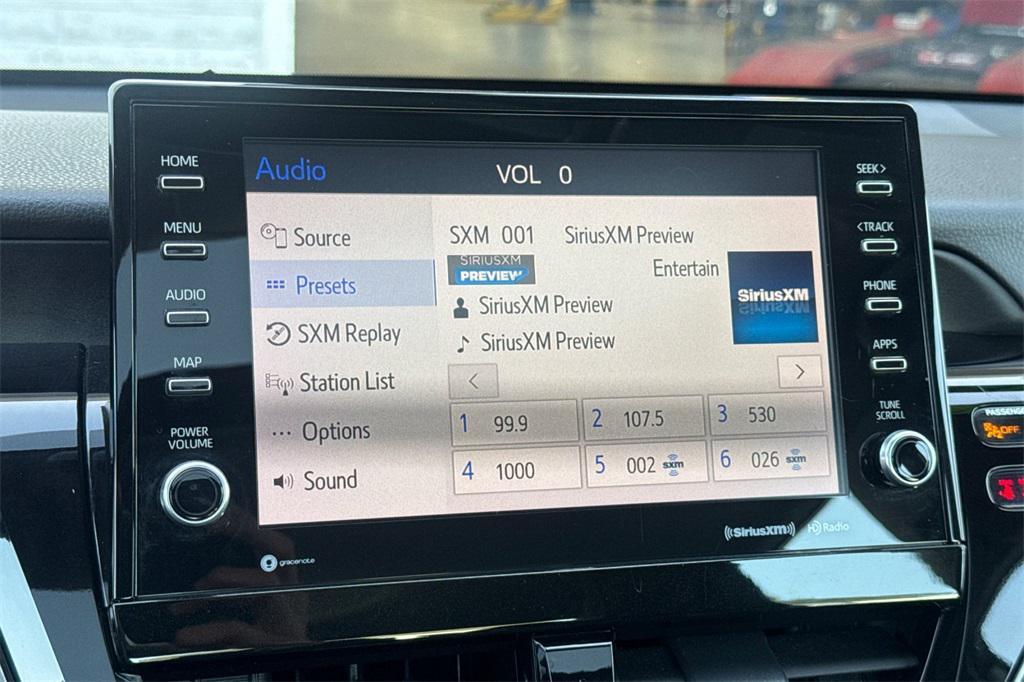 HOME
MENU
AUDIO
MAP
POWER
VOLUME
Audio
VOL 0
Source
Presets
SXM Replay
Station List
Options
Sound
SXM 001 SiriusXM Preview
SIRIUSXM
PREVIEW
Entertain
SiriusXM
SiriusXM Preview
SiriusXM Preview
< >
1 99.9
2 107.5
3 530
4 1000
5 002 sxm
6 026 sxm
SEEK >
< TRACK
PHONE
APPS
TUNE
SCROLL
gracenote
((SiriusXM))
HD Radio
PASSENGER
OFF